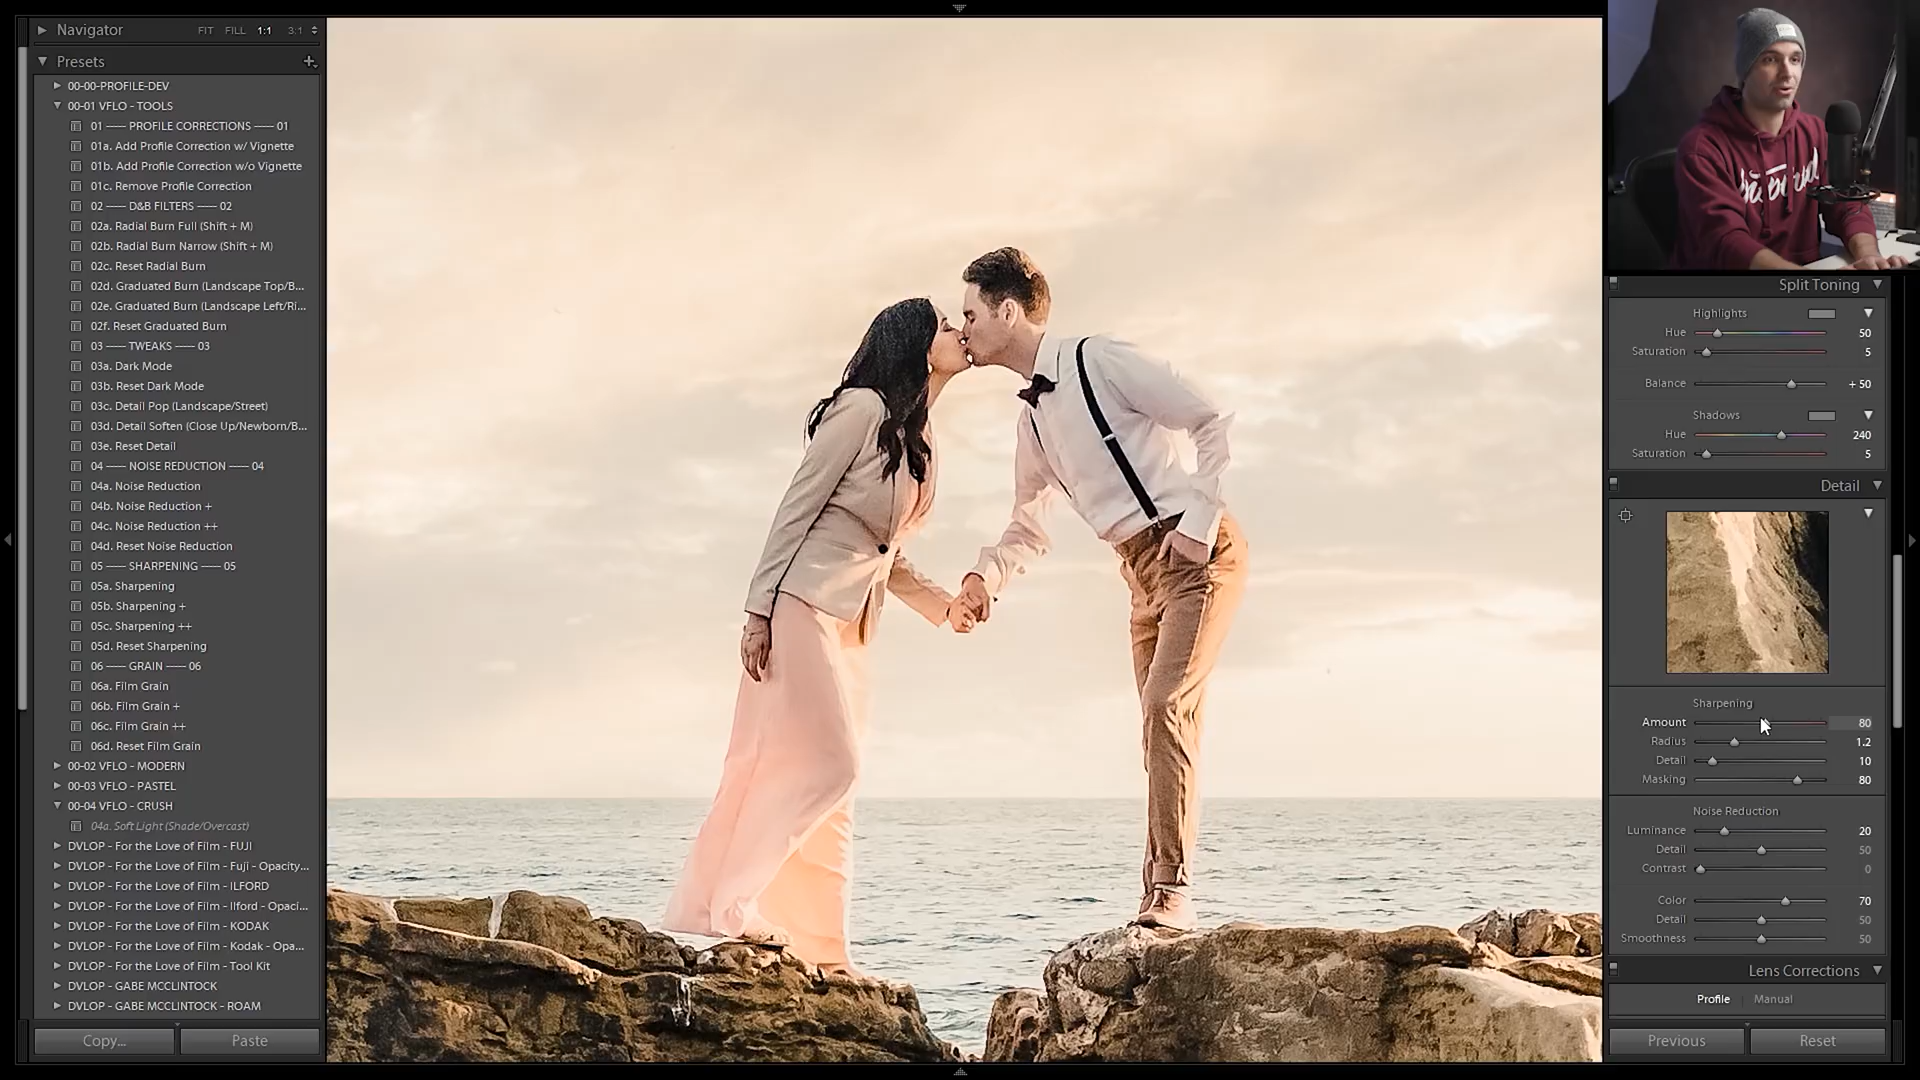 Navigator FIT FILL 1:1 3:1
Presets
00-00-PROFILE-DEV
00-01 VFLO - TOOLS
01 —— PROFILE CORRECTIONS —— 01
01a. Add Profile Correction w/ Vignette
01b. Add Profile Correction w/o Vignette
01c. Remove Profile Correction
02 —— D&B FILTERS —— 02
02a. Radial Burn Full (Shift + M)
02b. Radial Burn Narrow (Shift + M)
02c. Reset Radial Burn
02d. Graduated Burn (Landscape Top/B...
02e. Graduated Burn (Landscape Left/Ri...
02f. Reset Graduated Burn
03 —— TWEAKS —— 03
03a. Dark Mode
03b. Reset Dark Mode
03c. Detail Pop (Landscape/Street)
03d. Detail Soften (Close Up/Newborn/B...
03e. Reset Detail
04 —— NOISE REDUCTION —— 04
04a. Noise Reduction
04b. Noise Reduction +
04c. Noise Reduction ++
04d. Reset Noise Reduction
05 —— SHARPENING —— 05
05a. Sharpening
05b. Sharpening +
05c. Sharpening ++
05d. Reset Sharpening
06 —— GRAIN —— 06
06a. Film Grain
06b. Film Grain +
06c. Film Grain ++
06d. Reset Film Grain
00-02 VFLO - MODERN
00-03 VFLO - PASTEL
00-04 VFLO - CRUSH
04a. Soft Light (Shade/Overcast)
DVLOP - For the Love of Film - FUJI
DVLOP - For the Love of Film - Fuji - Opacity...
DVLOP - For the Love of Film - ILFORD
DVLOP - For the Love of Film - Ilford - Opaci...
DVLOP - For the Love of Film - KODAK
DVLOP - For the Love of Film - Kodak - Opa...
DVLOP - For the Love of Film - Tool Kit
DVLOP - GABE MCCLINTOCK
DVLOP - GABE MCCLINTOCK - ROAM
Copy... Paste
Split Toning
Highlights
Hue 50
Saturation 5
Balance + 50
Shadows
Hue 240
Saturation 5
Detail
Sharpening
Amount 80
Radius 1.2
Detail 10
Masking 80
Noise Reduction
Luminance 20
Detail 50
Contrast 0
Color 70
Detail 50
Smoothness 50
Lens Corrections
Profile Manual
Previous Reset